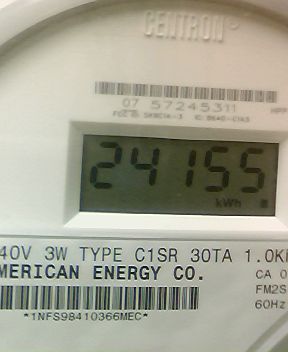 CENTRON®
07 57245311
24155
kWh
40V 3W TYPE C1SR 30TA 1.0K
MERICAN ENERGY CO.
CA 0
FM2S
60Hz
*1NFS98410366MEC*